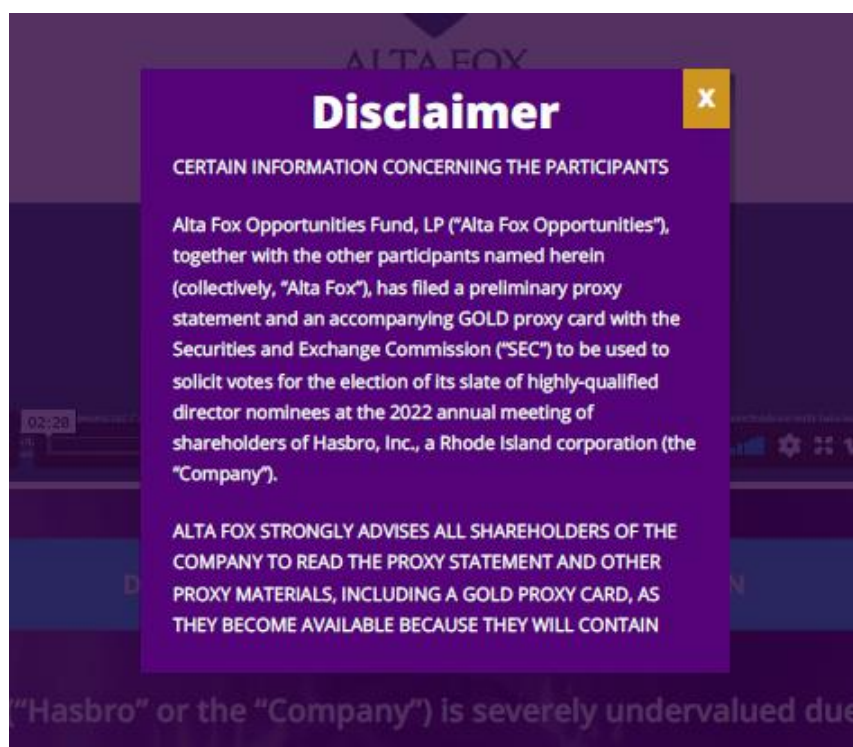 ALTA FOX
Disclaimer
X
CERTAIN INFORMATION CONCERNING THE PARTICIPANTS
Alta Fox Opportunities Fund, LP (“Alta Fox Opportunities”),
together with the other participants named herein
(collectively, “Alta Fox”), has filed a preliminary proxy
statement and an accompanying GOLD proxy card with the
Securities and Exchange Commission (“SEC”) to be used to
solicit votes for the election of its slate of highly-qualified
director nominees at the 2022 annual meeting of
shareholders of Hasbro, Inc., a Rhode Island corporation (the
“Company”).
02:28
ALTA FOX STRONGLY ADVISES ALL SHAREHOLDERS OF THE
COMPANY TO READ THE PROXY STATEMENT AND OTHER
PROXY MATERIALS, INCLUDING A GOLD PROXY CARD, AS
THEY BECOME AVAILABLE BECAUSE THEY WILL CONTAIN
D N
(“Hasbro” or the “Company”) is severely undervalued due